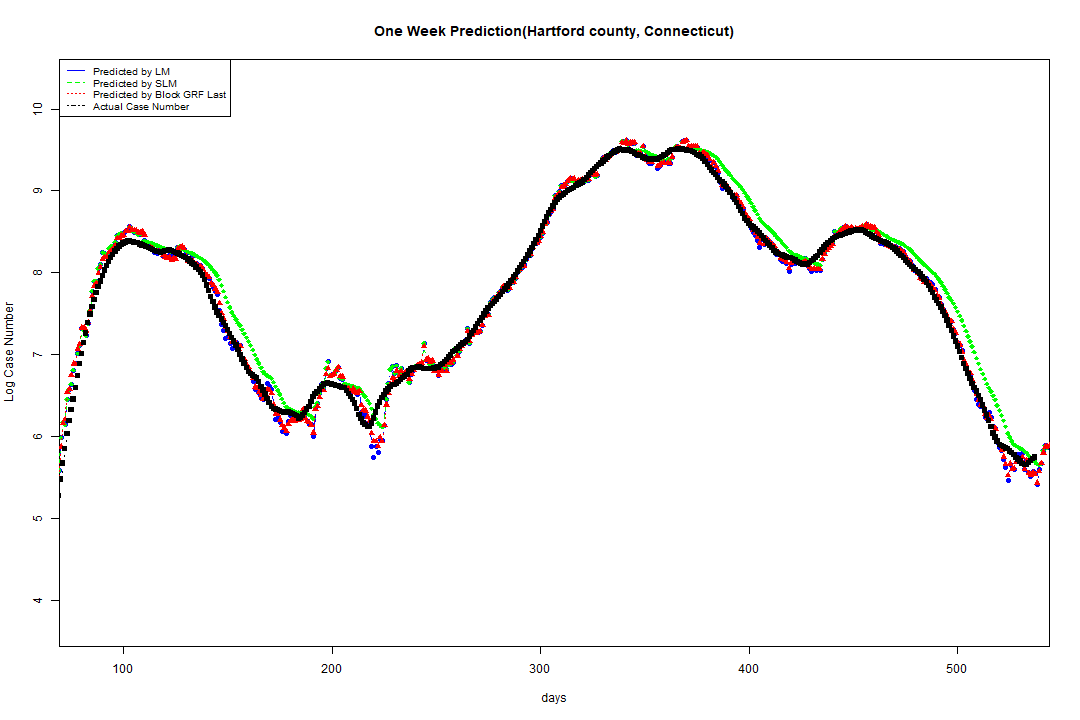 One Week Prediction(Hartford county, Connecticut)
Predicted by LM
Predicted by SLM
Predicted by Block GRF Last
Actual Case Number
10
9
8
7
6
5
4
Log Case Number
100 200 300 400 500
days